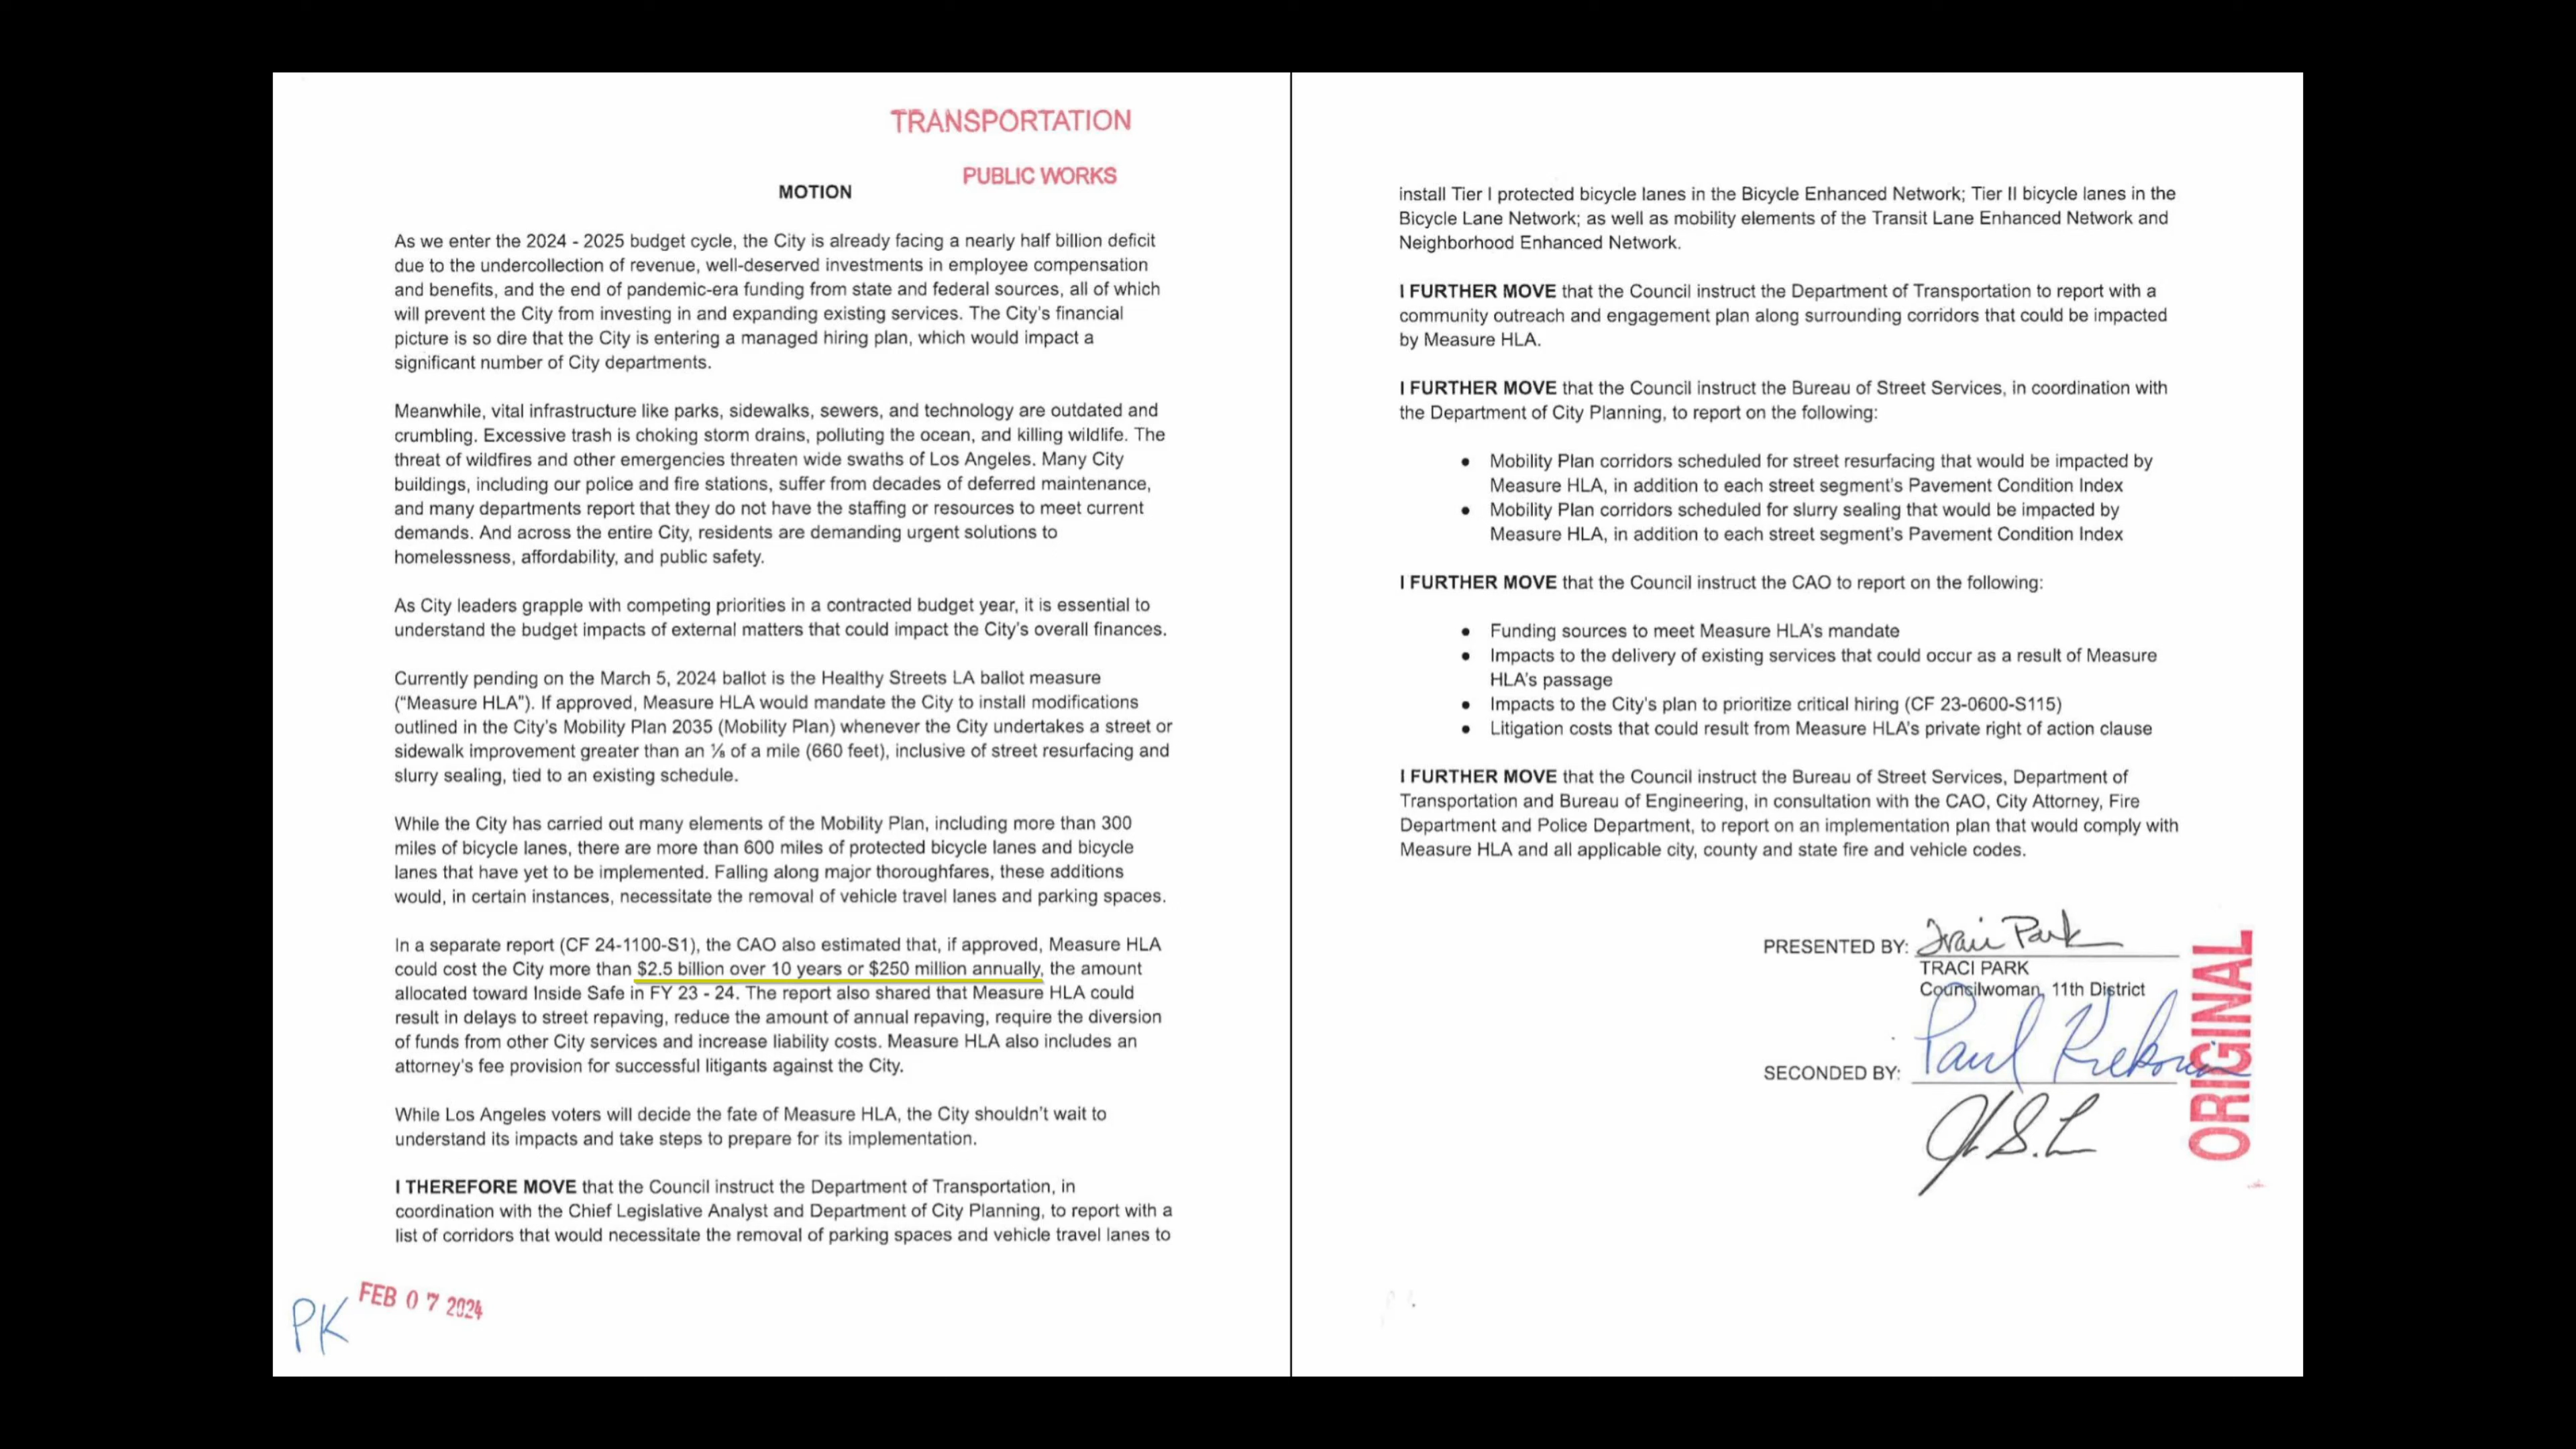 TRANSPORTATION
PUBLIC WORKS
MOTION
As we enter the 2024 - 2025 budget cycle, the City is already facing a nearly half billion deficit
due to the undercollection of revenue, well-deserved investments in employee compensation
and benefits, and the end of pandemic-era funding from state and federal sources, all of which
will prevent the City from investing in and expanding existing services. The City's financial
picture is so dire that the City is entering a managed hiring plan, which would impact a
significant number of City departments.
Meanwhile, vital infrastructure like parks, sidewalks, sewers, and technology are outdated and
crumbling. Excessive trash is choking storm drains, polluting the ocean, and killing wildlife. The
threat of wildfires and other emergencies threaten wide swaths of Los Angeles. Many City
buildings, including our police and fire stations, suffer from decades of deferred maintenance,
and many departments report that they do not have the staffing or resources to meet current
demands. And across the entire City, residents are demanding urgent solutions to
homelessness, affordability, and public safety.
As City leaders grapple with competing priorities in a contracted budget year, it is essential to
understand the budget impacts of external matters that could impact the City's overall finances.
Currently pending on the March 5, 2024 ballot is the Healthy Streets LA ballot measure
("Measure HLA"). If approved, Measure HLA would mandate the City to install modifications
outlined in the City's Mobility Plan 2035 (Mobility Plan) whenever the City undertakes a street or
sidewalk improvement greater than an ⅛ of a mile (660 feet), inclusive of street resurfacing and
slurry sealing, tied to an existing schedule.
While the City has carried out many elements of the Mobility Plan, including more than 300
miles of bicycle lanes, there are more than 600 miles of protected bicycle lanes and bicycle
lanes that have yet to be implemented. Falling along major thoroughfares, these additions
would, in certain instances, necessitate the removal of vehicle travel lanes and parking spaces.
In a separate report (CF 24-1100-S1), the CAO also estimated that, if approved, Measure HLA
could cost the City more than $2.5 billion over 10 years or $250 million annually, the amount
allocated toward Inside Safe in FY 23 - 24. The report also shared that Measure HLA could
result in delays to street repaving, reduce the amount of annual repaving, require the diversion
of funds from other City services and increase liability costs. Measure HLA also includes an
attorney's fee provision for successful litigants against the City.
While Los Angeles voters will decide the fate of Measure HLA, the City shouldn't wait to
understand its impacts and take steps to prepare for its implementation.
I THEREFORE MOVE that the Council instruct the Department of Transportation, in
coordination with the Chief Legislative Analyst and Department of City Planning, to report with a
list of corridors that would necessitate the removal of parking spaces and vehicle travel lanes to
PK
FEB 07 2024
install Tier I protected bicycle lanes in the Bicycle Enhanced Network; Tier II bicycle lanes in the
Bicycle Lane Network; as well as mobility elements of the Transit Lane Enhanced Network and
Neighborhood Enhanced Network.
I FURTHER MOVE that the Council instruct the Department of Transportation to report with a
community outreach and engagement plan along surrounding corridors that could be impacted
by Measure HLA.
I FURTHER MOVE that the Council instruct the Bureau of Street Services, in coordination with
the Department of City Planning, to report on the following:
● Mobility Plan corridors scheduled for street resurfacing that would be impacted by
Measure HLA, in addition to each street segment's Pavement Condition Index
● Mobility Plan corridors scheduled for slurry sealing that would be impacted by
Measure HLA, in addition to each street segment's Pavement Condition Index
I FURTHER MOVE that the Council instruct the CAO to report on the following:
● Funding sources to meet Measure HLA's mandate
● Impacts to the delivery of existing services that could occur as a result of Measure
HLA's passage
● Impacts to the City's plan to prioritize critical hiring (CF 23-0600-S115)
● Litigation costs that could result from Measure HLA's private right of action clause
I FURTHER MOVE that the Council instruct the Bureau of Street Services, Department of
Transportation and Bureau of Engineering, in consultation with the CAO, City Attorney, Fire
Department and Police Department, to report on an implementation plan that would comply with
Measure HLA and all applicable city, county and state fire and vehicle codes.
PRESENTED BY: Traci Park
TRACI PARK
Councilwoman, 11th District
SECONDED BY: Paul
ORIGINAL